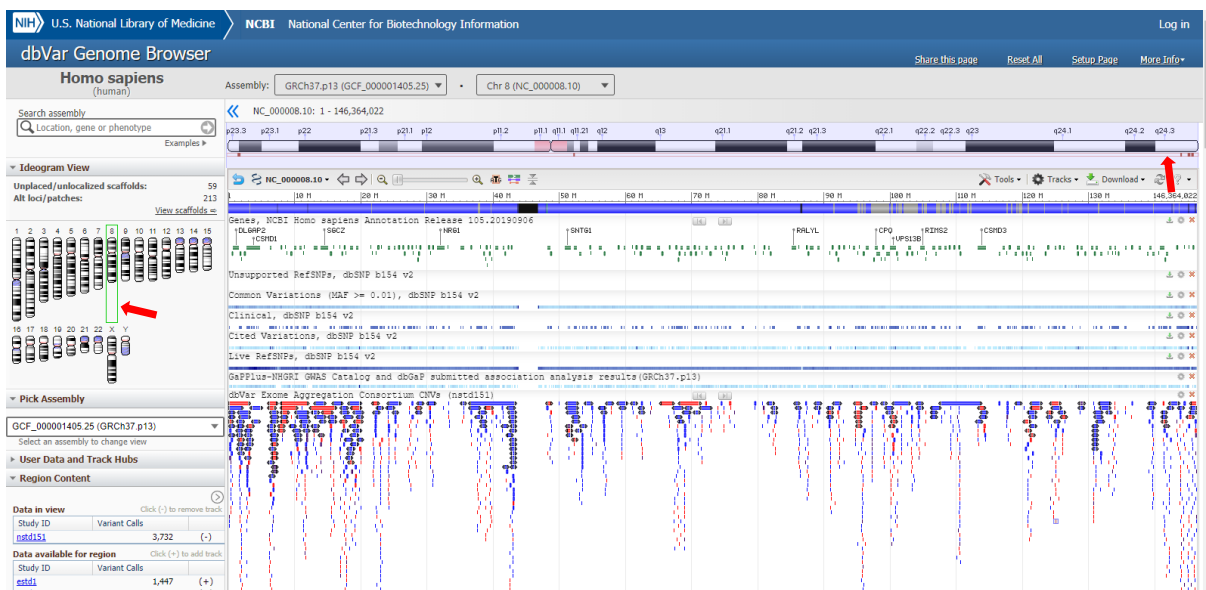 NIH U.S. National Library of Medicine NCBI National Center for Biotechnology Information Log in
dbVar Genome Browser
Share this page Reset All Setup Page More Info
Homo sapiens
(human)
Assembly: GRCh37.p13 (GCF_000001405.25) Chr 8 (NC_000008.10)
Search assembly
Location, gene or phenotype
Examples
NC_000008.10: 1 - 146,364,022
p23.3 p23.1 p22 p21.3 p21.1 p12 p11.2 p11.1 q11.1 q11.21 q12 q13 q21.1 q21.2 q21.3 q22.1 q22.2 q22.3 q23 q24.1 q24.2 q24.3
Ideogram View
Unplaced/unlocalized scaffolds: 59
Alt loci/patches: 213
View scaffolds
NC_000008.10 Tools Tracks Download ?
1 10 M 20 M 30 M 40 M 50 M 60 M 70 M 80 M 90 M 100 M 110 M 120 M 130 M 146,364,022
1 2 3 4 5 6 7 8 9 10 11 12 13 14 15
16 17 18 19 20 21 22 X Y
Genes, NCBI Homo sapiens Annotation Release 105.20190906
DLGAP2 SGCZ NRG1 SNTG1 RALYL CPQ RIMS2 CSMD3
CSMD1 VPS13B
Unsupported RefSNPs, dbSNP b154 v2
Common Variations (MAF >= 0.01), dbSNP b154 v2
Clinical, dbSNP b154 v2
Cited Variations, dbSNP b154 v2
Live RefSNPs, dbSNP b154 v2
GaPPlus-NHGRI GWAS Catalog and dbGaP submitted association analysis results(GRCh37.p13)
dbVar Exome Aggregation Consortium CNVs (nstd151)
Pick Assembly
GCF_000001405.25 (GRCh37.p13)
Select an assembly to change view
User Data and Track Hubs
Region Content
Data in view Click (-) to remove track
Study ID Variant Calls
nstd151 3,732 (-)
Data available for region Click (+) to add track
Study ID Variant Calls
estd1 1,447 (+)